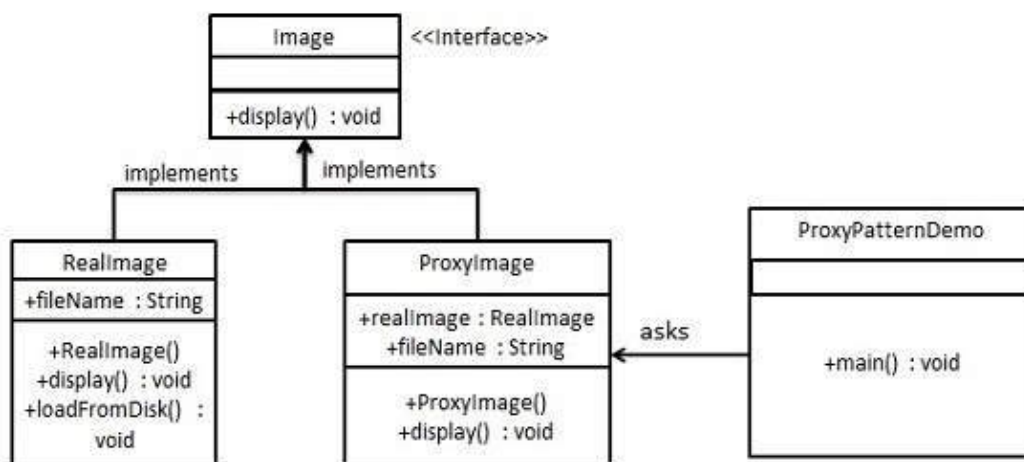 Image
<<Interface>>
+display() : void
implements
implements
RealImage
+fileName : String
+RealImage()
+display() : void
+loadFromDisk() :
void
ProxyImage
+realImage : RealImage
+fileName : String
+ProxyImage()
+display() : void
asks
ProxyPatternDemo
+main() : void